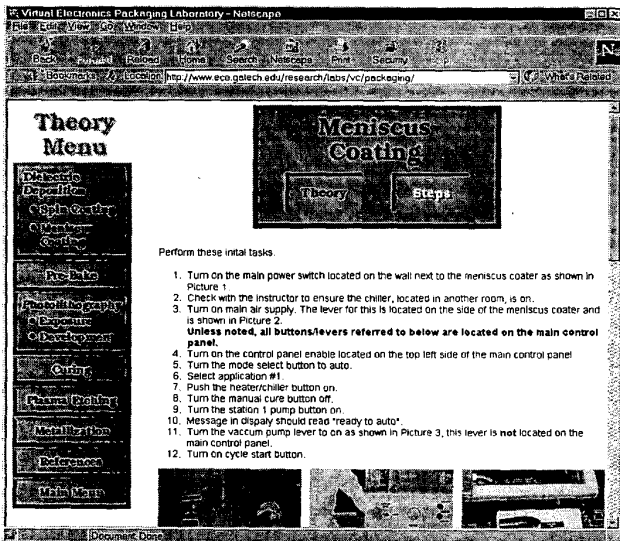 Virtual Electronics Packaging Laboratory - Netscape
File Edit View Go Window Help
Back Forward Reload Home Search Netscape Print Security
Bookmarks Location: http://www.ece.gatech.edu/research/labs/vc/packaging/ What's Related
Theory
Menu
Dielectric
Deposition
Spin Coating
Meniscus
Coating
Pre-Bake
Photolithography
Exposure
Development
Curing
Plasma Etching
Metallization
References
Main Menu
Meniscus
Coating
Theory Steps
Perform these inital tasks.
1. Turn on the main power switch located on the wall next to the meniscus coater as shown in
Picture 1.
2. Check with the instructor to ensure the chiller, located in another room, is on.
3. Turn on main air supply. The lever for this is located on the side of the meniscus coater and
is shown in Picture 2.
Unless noted, all buttons/levers referred to below are located on the main control
panel.
4. Turn on the control panel enable located on the top left side of the main control panel
5. Turn the mode select button to auto.
6. Select application #1.
7. Push the heater/chiller button on.
8. Turn the manual cure button off.
9. Turn the station 1 pump button on.
10. Message in dispaly should read "ready to auto".
11. Turn the vaccum pump lever to on as shown in Picture 3, this lever is not located on the
main control panel.
12. Turn on cycle start button.
Document Done